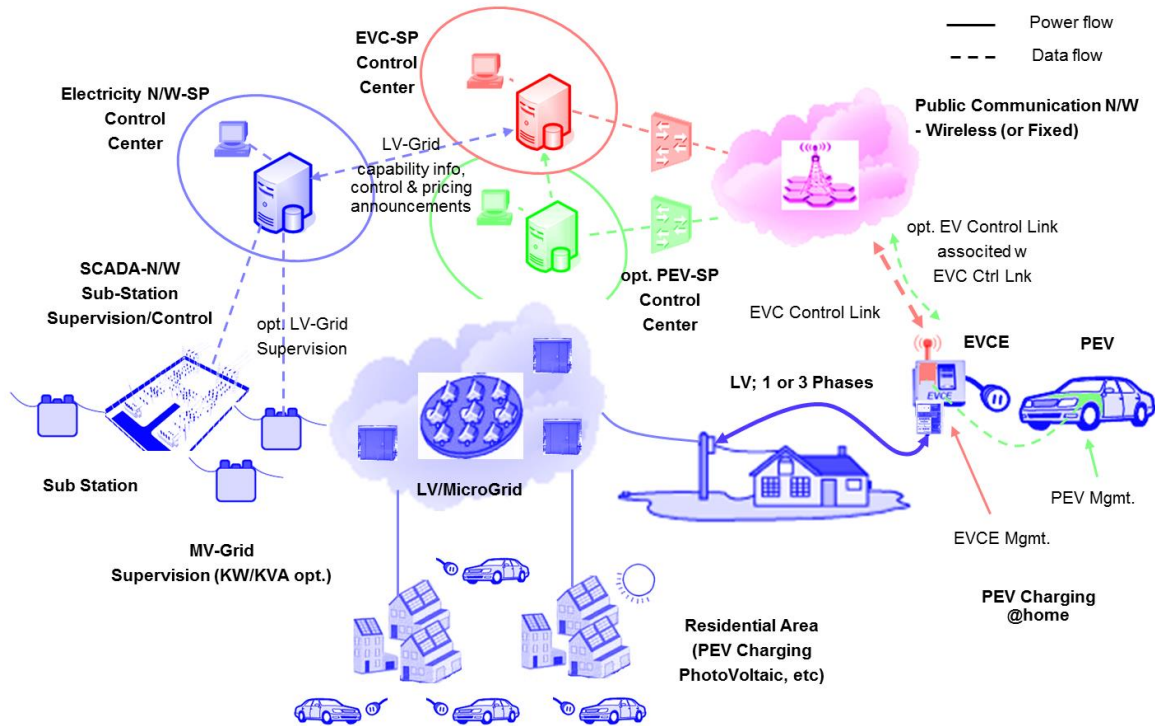 EVC-SP
Control
Center
Power flow
Data flow
Electricity N/W-SP
Control
Center
Public Communication N/W
- Wireless (or Fixed)
LV-Grid
capability info,
control & pricing
announcements
opt. EV Control Link
associted w
EVC Ctrl Lnk
SCADA-N/W
Sub-Station
Supervision/Control
opt. PEV-SP
Control
Center
opt. LV-Grid
Supervision
EVC Control Link
EVCE
PEV
LV; 1 or 3 Phases
EVCE
Sub Station
LV/MicroGrid
PEV Mgmt.
EVCE Mgmt.
MV-Grid
Supervision (KW/KVA opt.)
PEV Charging
@home
Residential Area
(PEV Charging
PhotoVoltaic, etc)